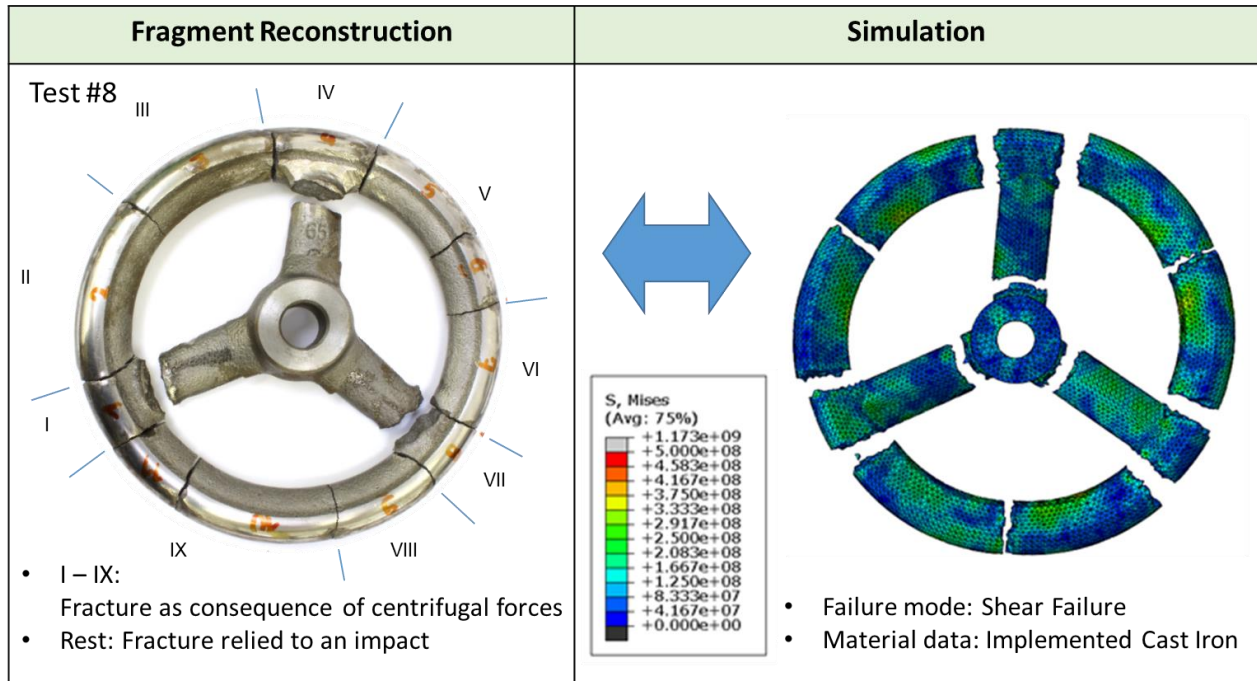 Fragment Reconstruction
Simulation
Test #8
III
IV
V
II
VI
I
VII
IX
VIII
65
5
• I – IX:
Fracture as consequence of centrifugal forces
• Rest: Fracture relied to an impact
S, Mises
(Avg: 75%)
+1.173e+09
+5.000e+08
+4.583e+08
+4.167e+08
+3.750e+08
+3.333e+08
+2.917e+08
+2.500e+08
+2.083e+08
+1.667e+08
+1.250e+08
+8.333e+07
+4.167e+07
+0.000e+00
• Failure mode: Shear Failure
• Material data: Implemented Cast Iron